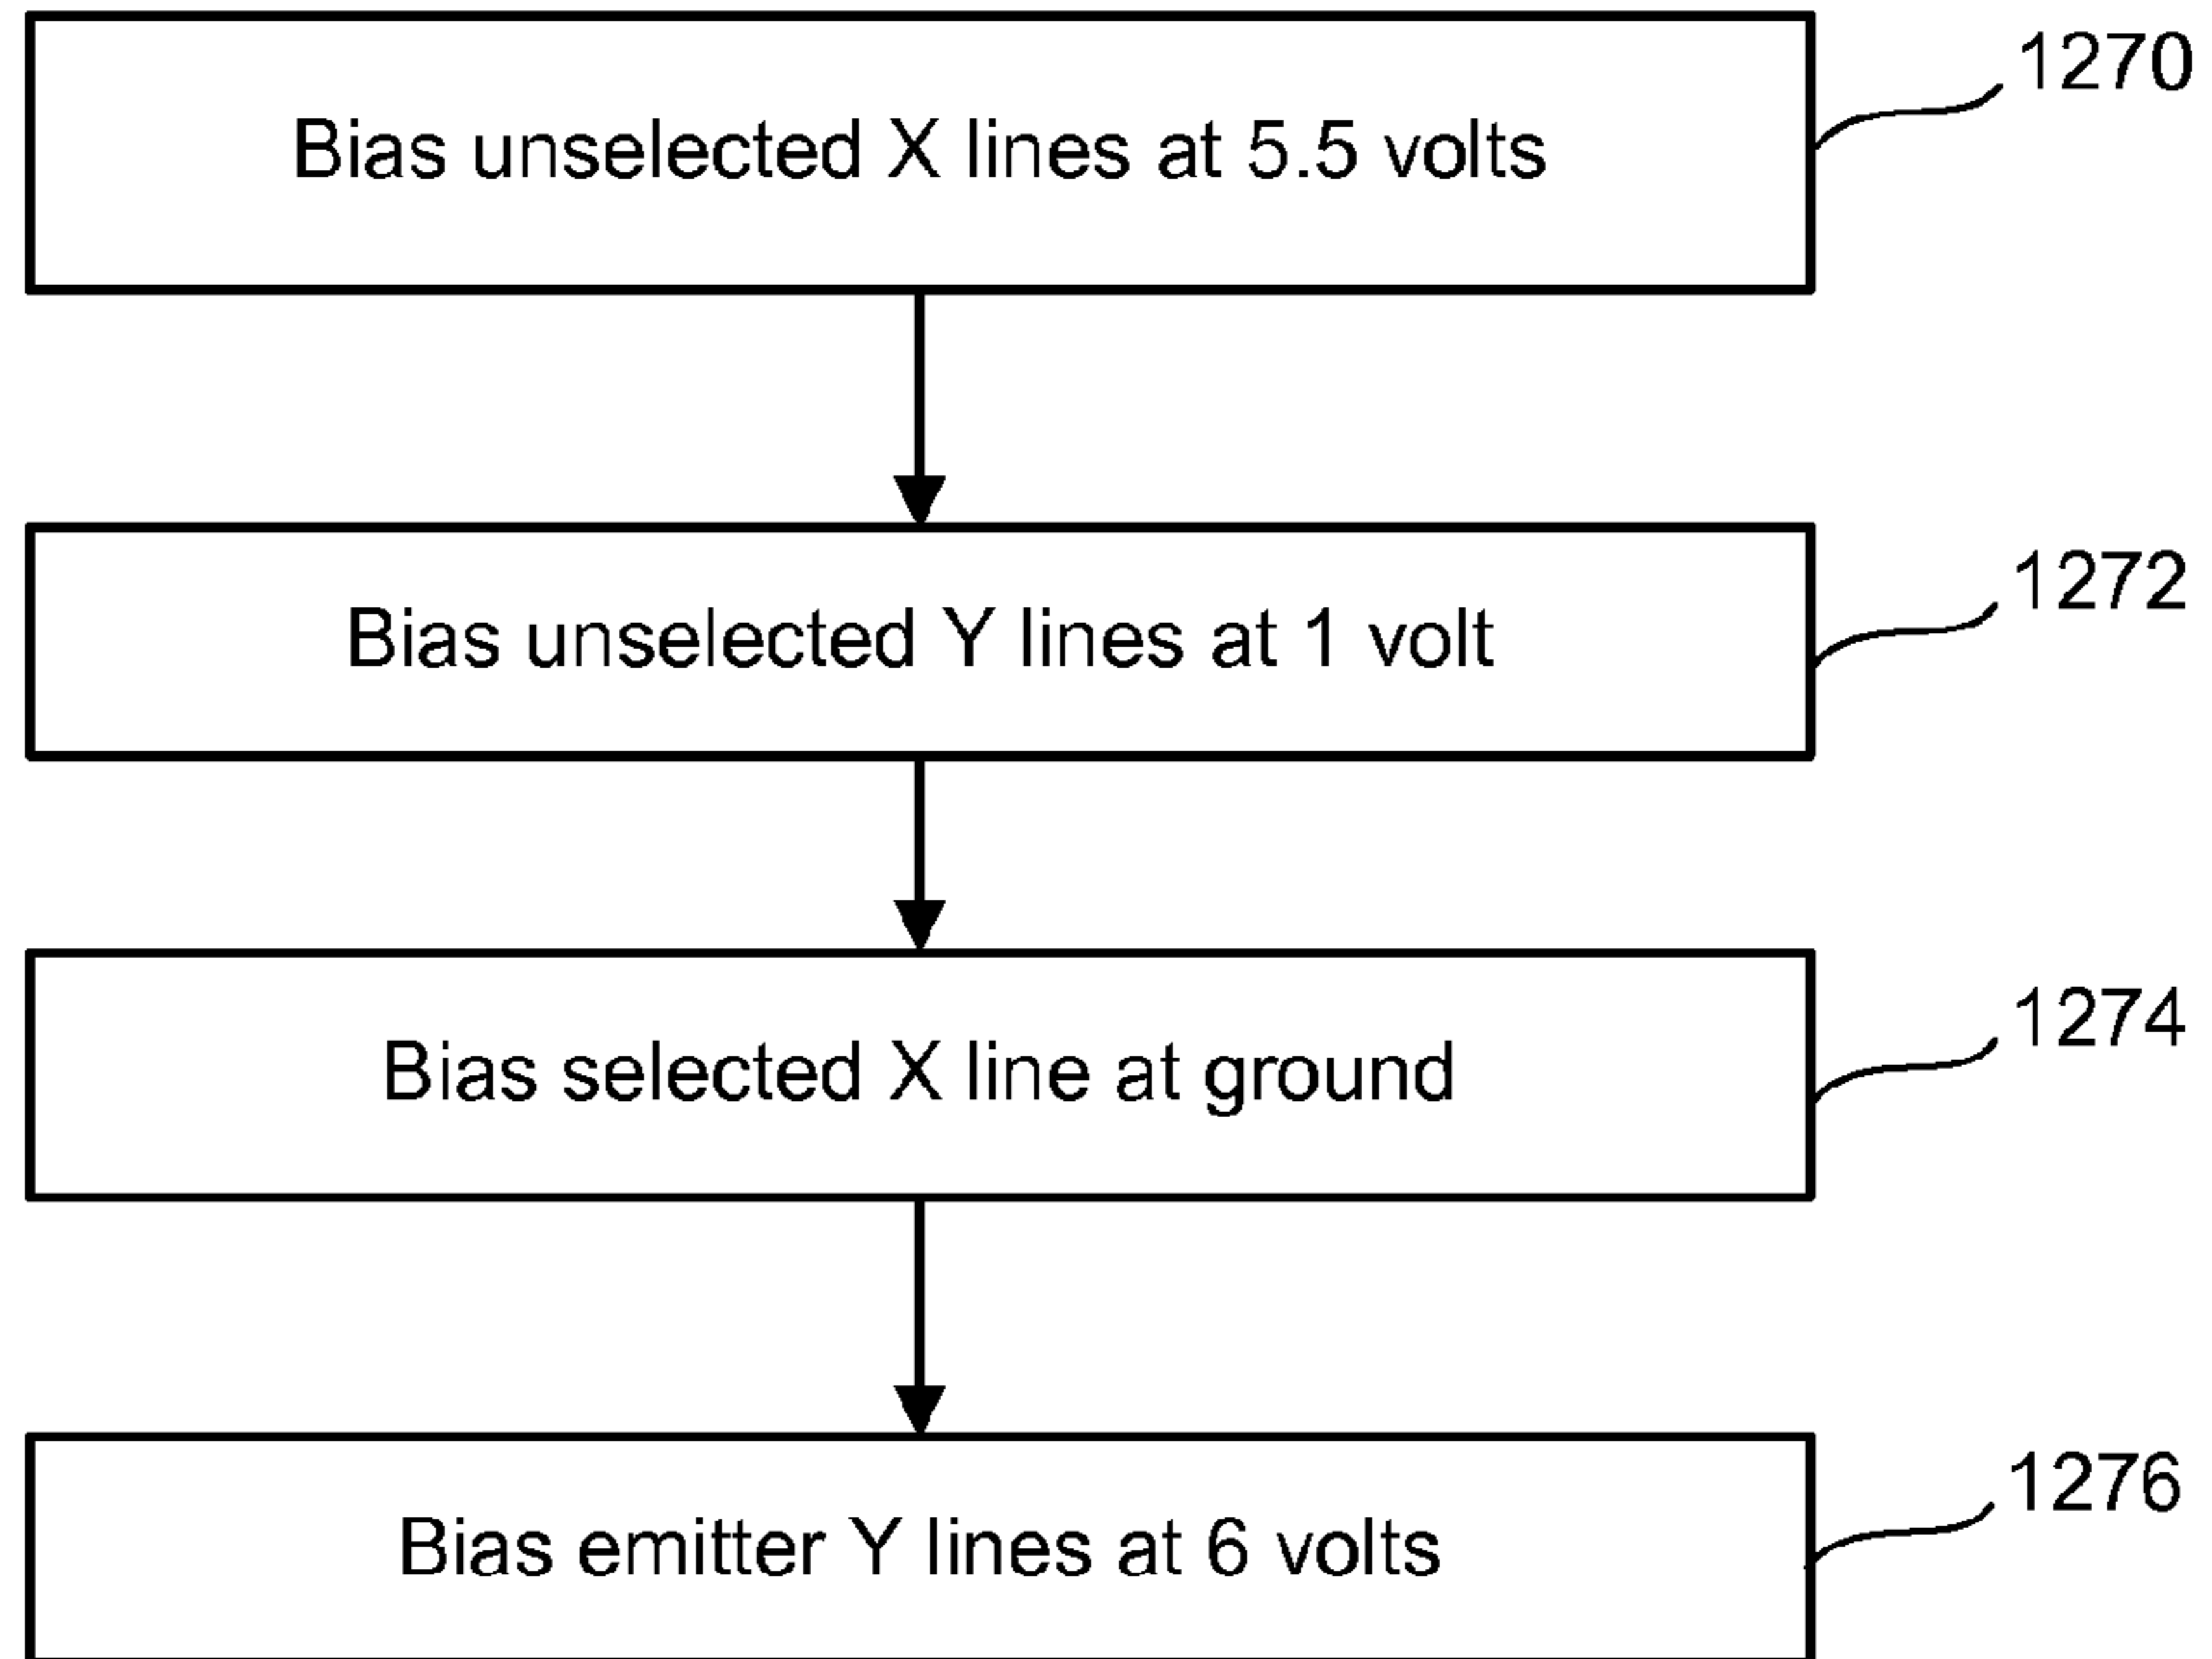 1270
Bias unselected X lines at 5.5 volts
1272
Bias unselected Y lines at 1 volt
1274
Bias selected X line at ground
1276
Bias emitter Y lines at 6 volts